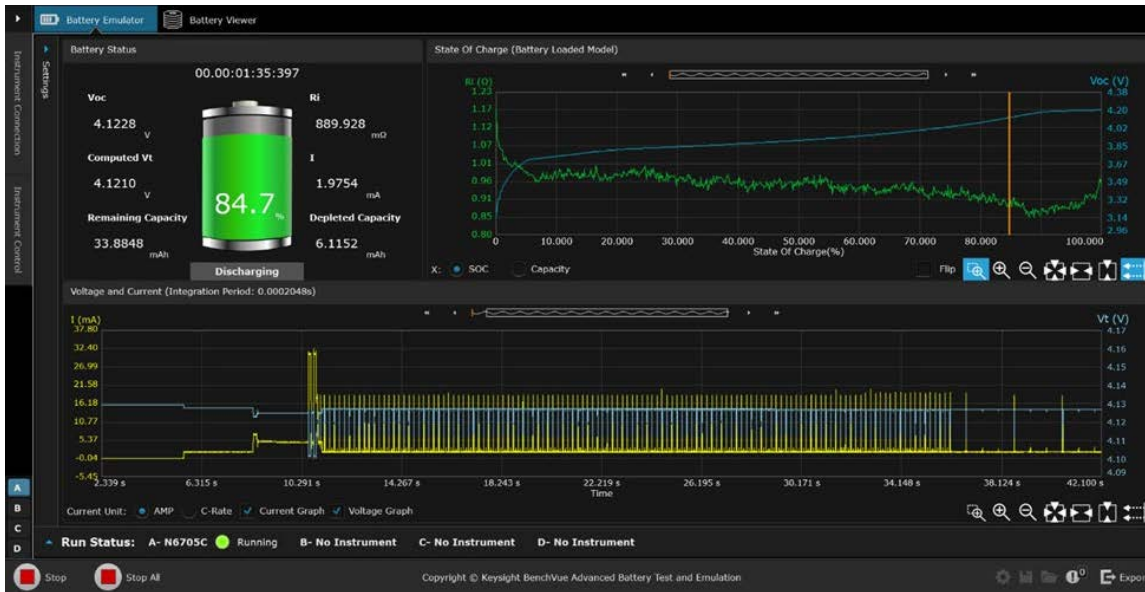 Battery Emulator Battery Viewer
Instrument Connection
Instrument Control
Settings
Battery Status
00.00:01:35:397
Voc Ri
4.1228 V 889.928 mΩ
Computed Vt I
4.1210 V 1.9754 mA
84.7 %
Remaining Capacity Depleted Capacity
33.8848 mAh 6.1152 mAh
Discharging
State Of Charge (Battery Loaded Model)
Ri (Ω) Voc (V)
1.23 4.38
1.17 4.20
1.12 4.02
1.07 3.85
1.01 3.67
0.96 3.49
0.91 3.32
0.85 3.14
0.80 2.96
0 10.000 20.000 30.000 40.000 50.000 60.000 70.000 80.000 100.000
State Of Charge(%)
X: SOC Capacity Flip
Voltage and Current (Integration Period: 0.0002048s)
I (mA) Vt (V)
37.80 4.17
32.40 4.16
26.99 4.15
21.58 4.14
16.18 4.13
10.77 4.12
5.37 4.11
-0.04 4.10
-5.45 4.09
2.339 s 6.315 s 10.291 s 14.267 s 18.243 s 22.219 s 26.195 s 30.171 s 34.148 s 38.124 s 42.100 s
Time
Current Unit: AMP C-Rate Current Graph Voltage Graph
A
B
C
D
Run Status: A- N6705C Running B- No Instrument C- No Instrument D- No Instrument
Stop Stop All Copyright © Keysight BenchVue Advanced Battery Test and Emulation 0 Expor